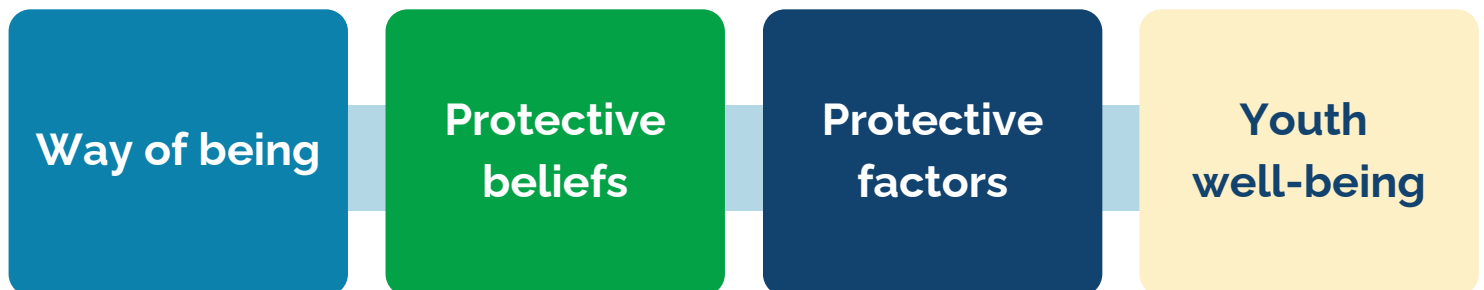 Way of being
Protective
beliefs
Protective
factors
Youth
well-being